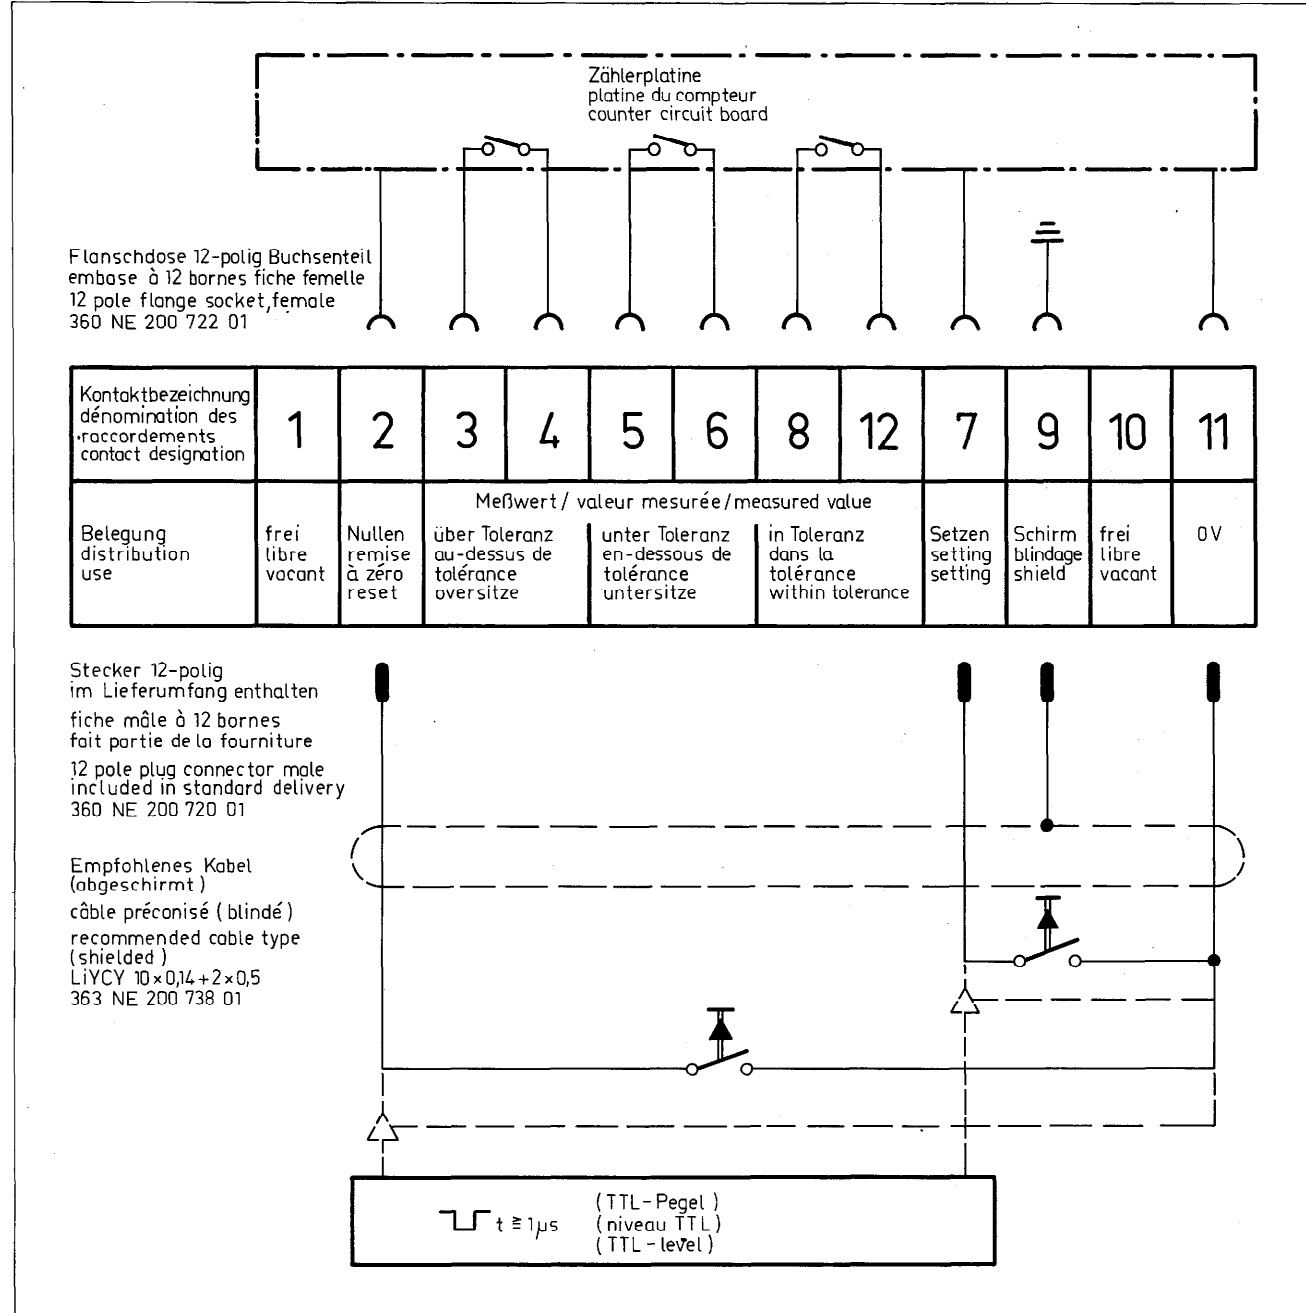 Zählerplatine
platine du compteur
counter circuit board
Flanschdose 12-polig Buchsenteil
embase à 12 bornes fiche femelle
12 pole flange socket, female
360 NE 200 722 01
Kontaktbezeichnung
dénomination des
raccordements
contact designation
1 2 3 4 5 6 8 12 7 9 10 11
Meßwert / valeur mesurée / measured value
Belegung
distribution
use
frei
libre
vacant
Nullen
remise
à zéro
reset
über Toleranz
au-dessus de
tolérance
oversitze
unter Toleranz
en-dessous de
tolérance
untersitze
in Toleranz
dans la
tolérance
within tolerance
Setzen
setting
setting
Schirm
blindage
shield
frei
libre
vacant
0V
Stecker 12-polig
im Lieferumfang enthalten
fiche mâle à 12 bornes
fait partie de la fourniture
12 pole plug connector male
included in standard delivery
360 NE 200 720 01
Empfohlenes Kabel
(abgeschirmt)
câble préconisé (blindé)
recommended cable type
(shielded)
LiYCY 10×0,14+2×0,5
363 NE 200 738 01
t ≧ 1µs
(TTL-Pegel)
(niveau TTL)
(TTL-level)